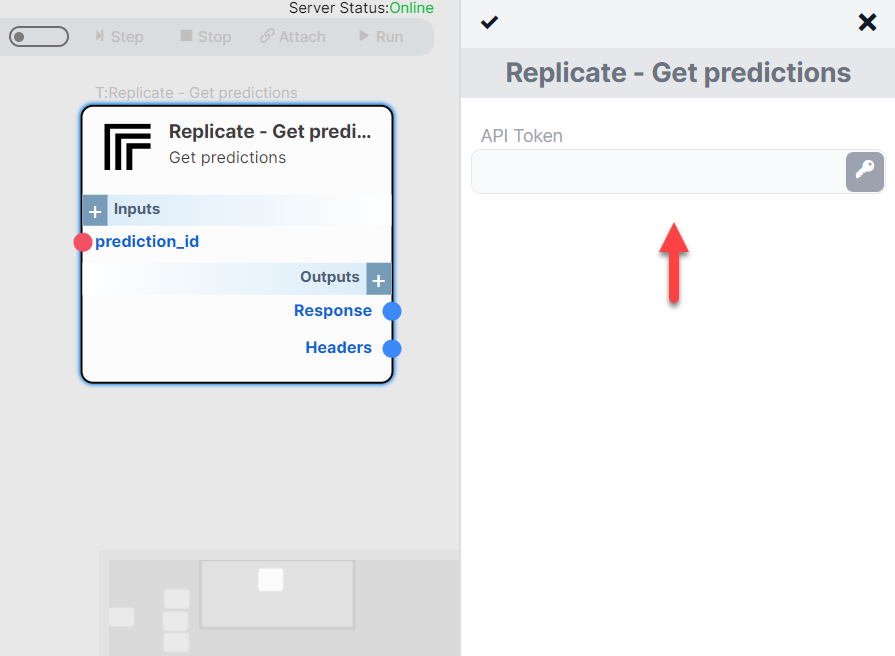 Server Status:Online
Step Stop Attach Run
T:Replicate - Get predictions
Replicate - Get predi...
Get predictions
+ Inputs
prediction_id
Outputs +
Response
Headers
Replicate - Get predictions
API Token